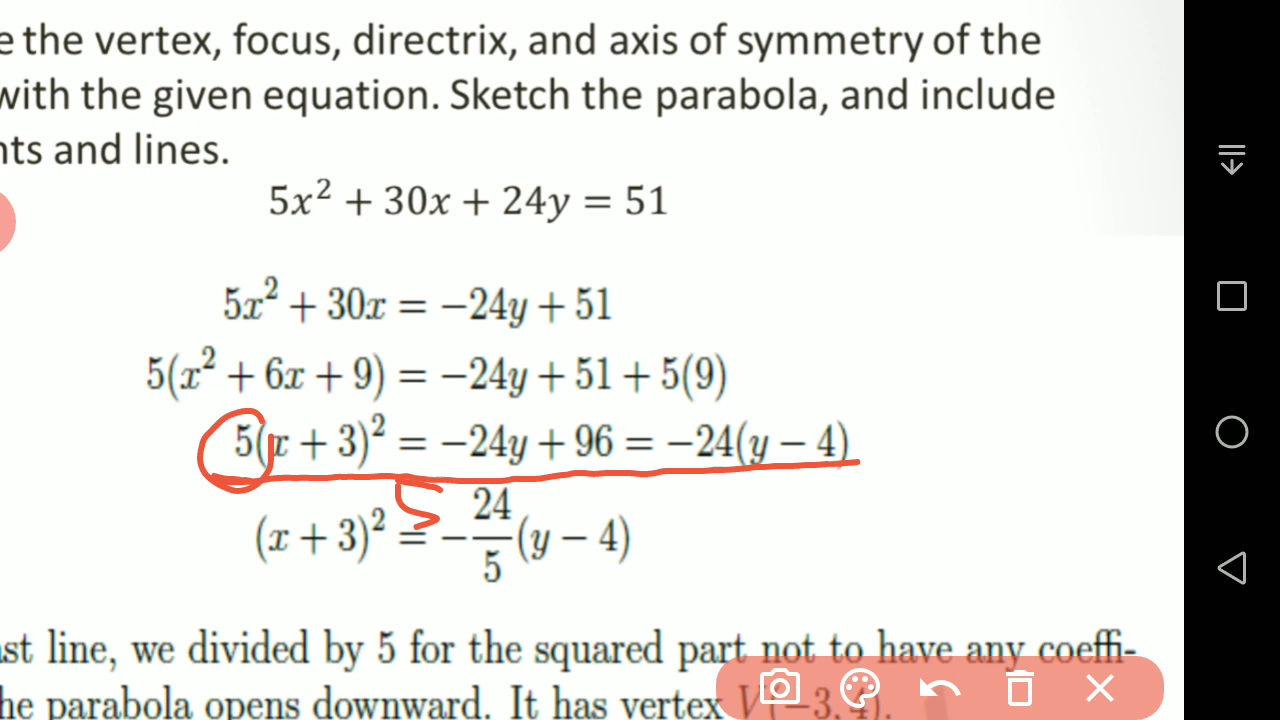 e the vertex, focus, directrix, and axis of symmetry of the
with the given equation. Sketch the parabola, and include
nts and lines.
5x² + 30x + 24y = 51
5x² + 30x = −24y + 51
5(x² + 6x + 9) = −24y + 51 + 5(9)
5(x + 3)² = −24y + 96 = −24(y − 4)
5
(x + 3)² = −24/5(y − 4)
ast line, we divided by 5 for the squared part not to have any coeffi-
he parabola opens downward. It has vertex V(−3, 4).